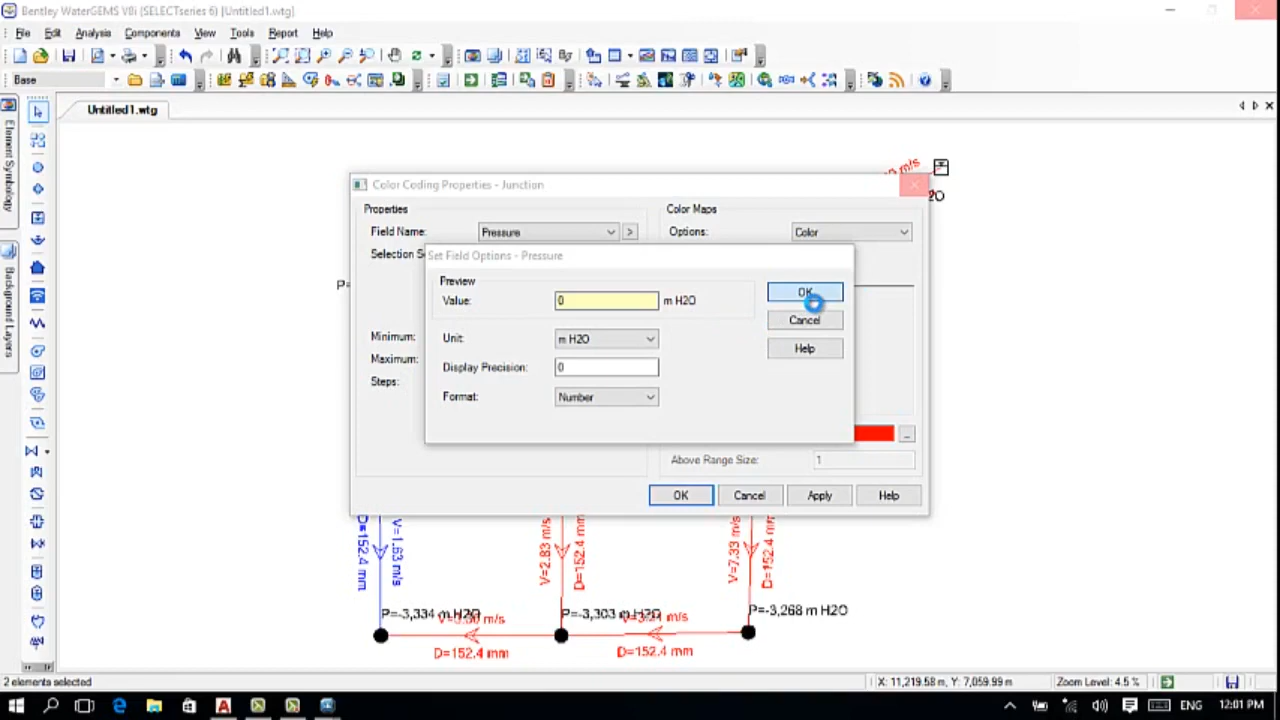 Bentley WaterGEMS V8i (SELECTseries 6) [Untitled1.wtg]
File Edit Analysis Components View Tools Report Help
Base
Untitled1.wtg
Element Symbology
Background Layers
m/s
Color Coding Properties - Junction
Properties
Color Maps
Field Name: Pressure >
Options: Color
Selection S
Set Field Options - Pressure
Preview
Value: 0 m H2O
OK
Cancel
Help
P=
Minimum:
Maximum:
Steps:
Unit: m H2O
Display Precision: 0
Format: Number
...
Above Range Size: 1
OK Cancel Apply Help
D=152.4 mm
V=1.63 m/s
V=2.83 m/s
D=152.4 mm
V=7.33 m/s
D=152.4 mm
P=-3,334 m H2O
P=-3,303 m H2O
P=-3,268 m H2O
D=152.4 mm
D=152.4 mm
2 elements selected
X: 11,219.58 m, Y: 7,059.99 m
Zoom Level: 4.5 %
ENG
12:01 PM